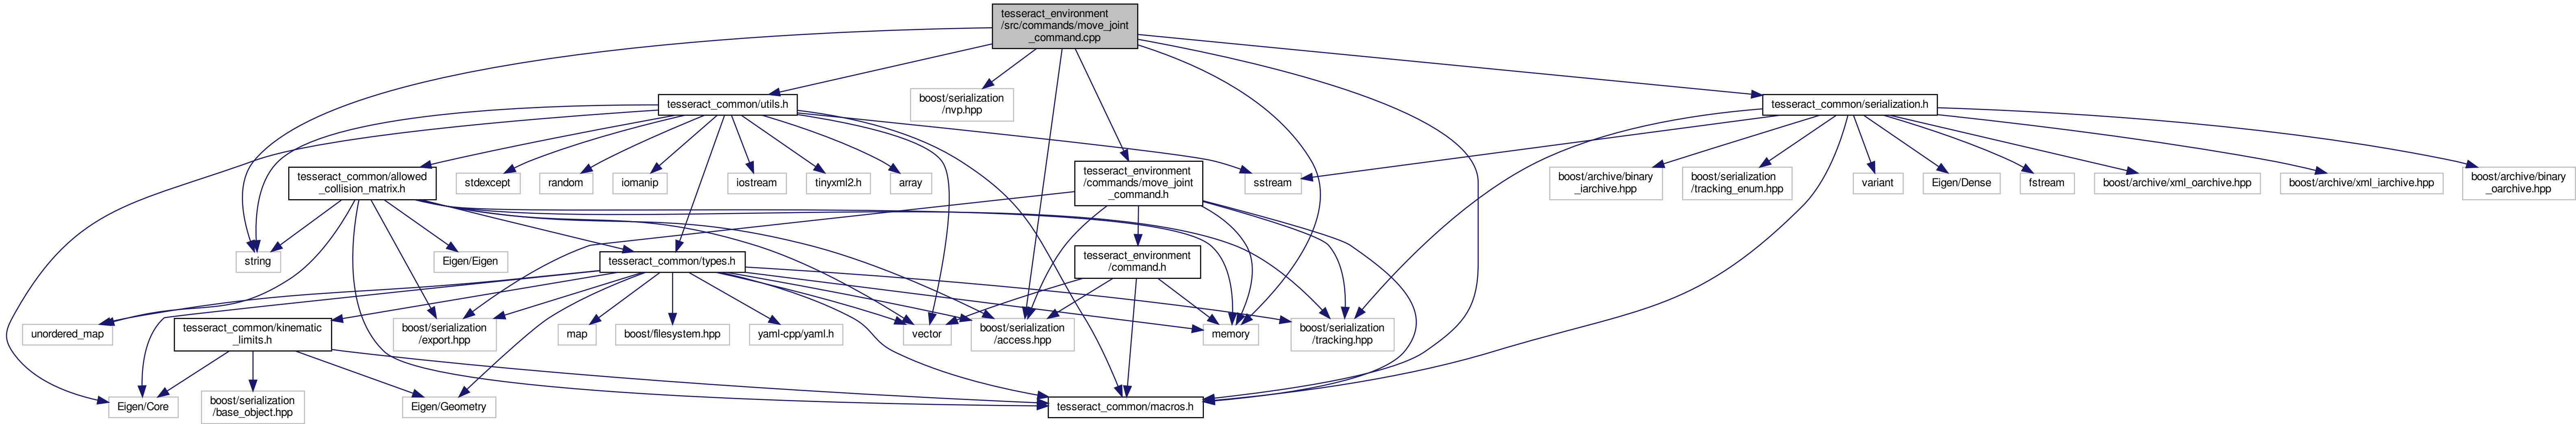 tesseract_environment
/src/commands/move_joint
_command.cpp
tesseract_common/utils.h
boost/serialization
/nvp.hpp
tesseract_common/serialization.h
tesseract_common/allowed
_collision_matrix.h
stdexcept
random
iomanip
iostream
tinyxml2.h
array
tesseract_environment
/commands/move_joint
_command.h
sstream
boost/archive/binary
_iarchive.hpp
boost/serialization
/tracking_enum.hpp
variant
Eigen/Dense
fstream
boost/archive/xml_oarchive.hpp
boost/archive/xml_iarchive.hpp
boost/archive/binary
_oarchive.hpp
string
Eigen/Eigen
tesseract_common/types.h
tesseract_environment
/command.h
unordered_map
tesseract_common/kinematic
_limits.h
boost/serialization
/export.hpp
map
boost/filesystem.hpp
yaml-cpp/yaml.h
vector
boost/serialization
/access.hpp
memory
boost/serialization
/tracking.hpp
Eigen/Core
boost/serialization
/base_object.hpp
Eigen/Geometry
tesseract_common/macros.h